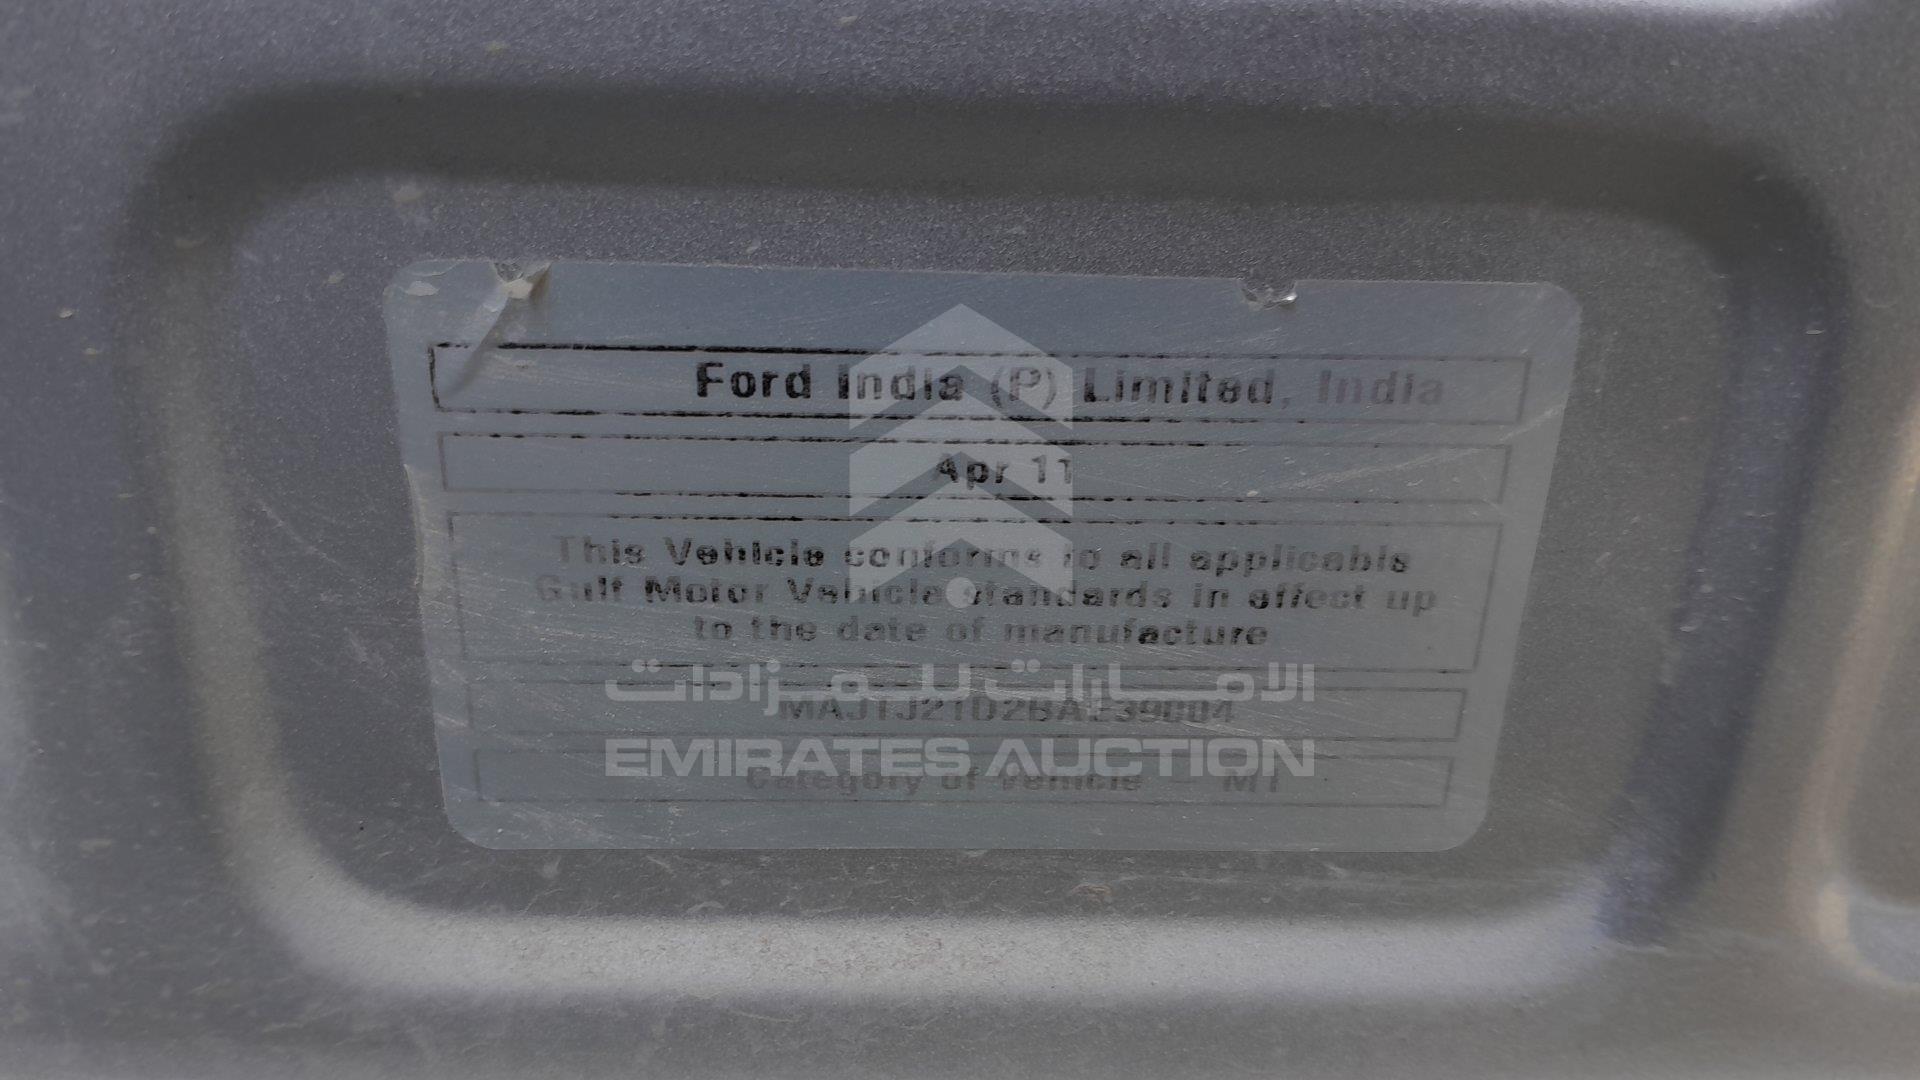 Ford India (P) Limited, India
Apr 11
This Vehicle conforms to all applicable
Gulf Motor Vehicle standards in effect up
to the date of manufacture
الامارات للمزادات
EMIRATES AUCTION
Category of Vehicle M1